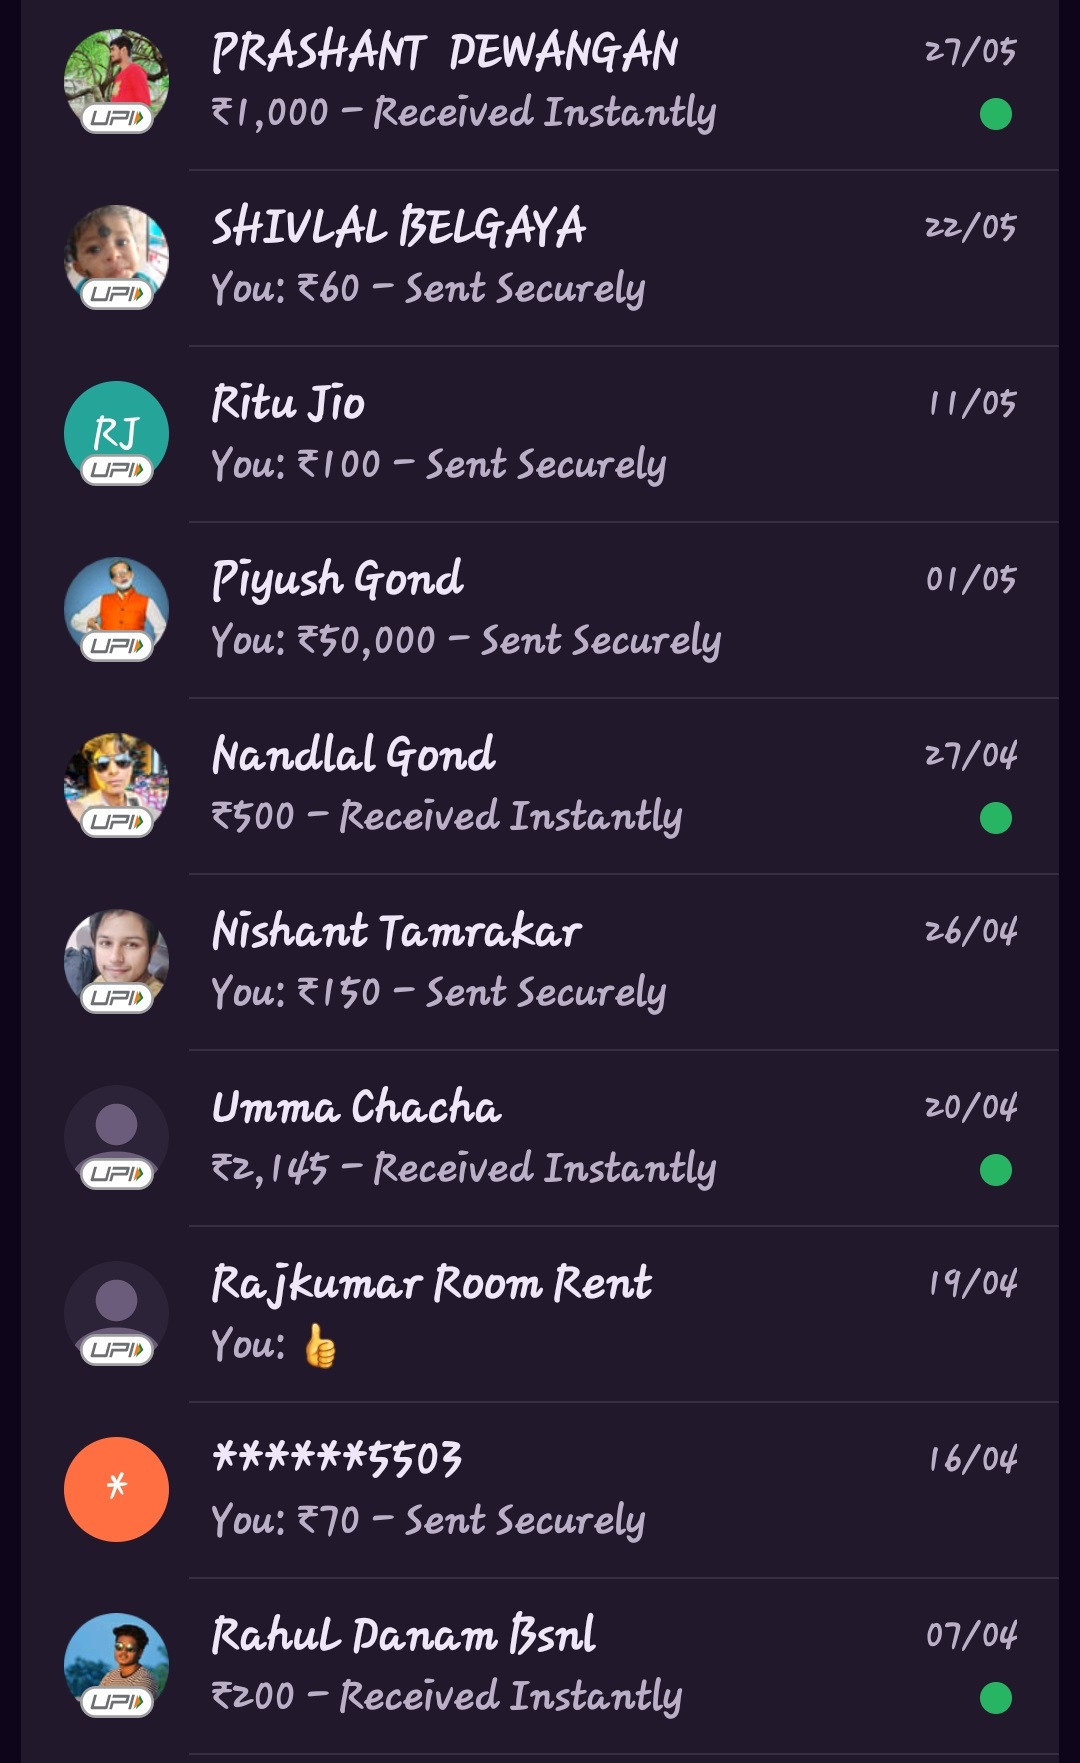 PRASHANT DEWANGAN 27/05
₹1,000 - Received Instantly
UPI
SHIVLAL BELGAYA 22/05
You: ₹60 - Sent Securely
UPI
Ritu Jio 11/05
RJ
You: ₹100 - Sent Securely
UPI
Piyush Gond 01/05
You: ₹50,000 - Sent Securely
UPI
Nandlal Gond 27/04
₹500 - Received Instantly
UPI
Nishant Tamrakar 26/04
You: ₹150 - Sent Securely
UPI
Umma Chacha 20/04
₹2,145 - Received Instantly
UPI
Rajkumar Room Rent 19/04
You: 👍
UPI
******5503 16/04
*
You: ₹70 - Sent Securely
RahuL Danam Bsnl 07/04
₹200 - Received Instantly
UPI